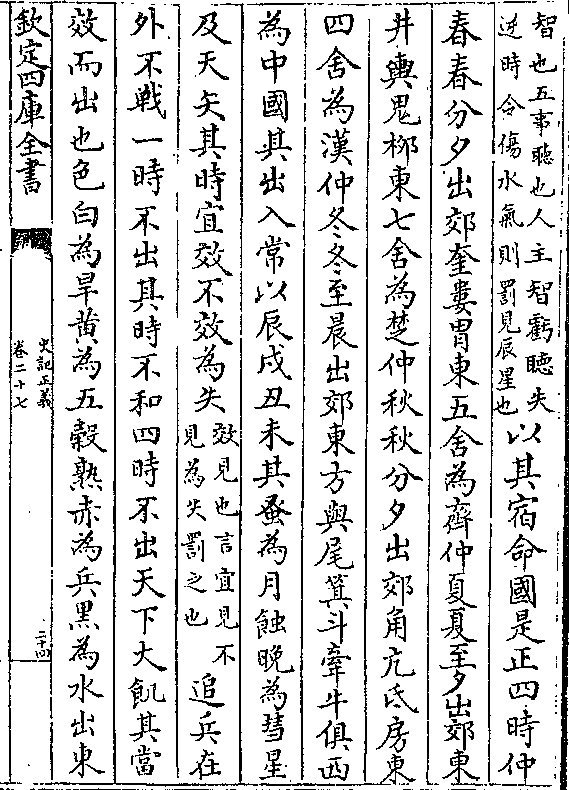 智也五事聽也人主智虧聽失
逆時令傷水氣則罰見辰星也
以其宿命國是正四時仲
春春分夕出郊奎婁胃東五舍為齊仲夏夏至夕出郊東
井輿鬼栁東七舍為楚仲秋秋分夕出郊角亢氐房東
四舍為漢仲冬冬至晨出郊東方與尾箕斗牽牛俱西
為中國其出入常以辰戌丑未其蚤為月蝕晚為彗星
及天矢其時宜效不效為失
效見也言宜見不
見為失罰之也
追兵在
外不戰一時不出其時不和四時不出天下大飢其當
效而出也色白為旱黃為五穀熟赤為兵黑為水出東
欽定四庫全書
史記正義
卷二十七
二十四